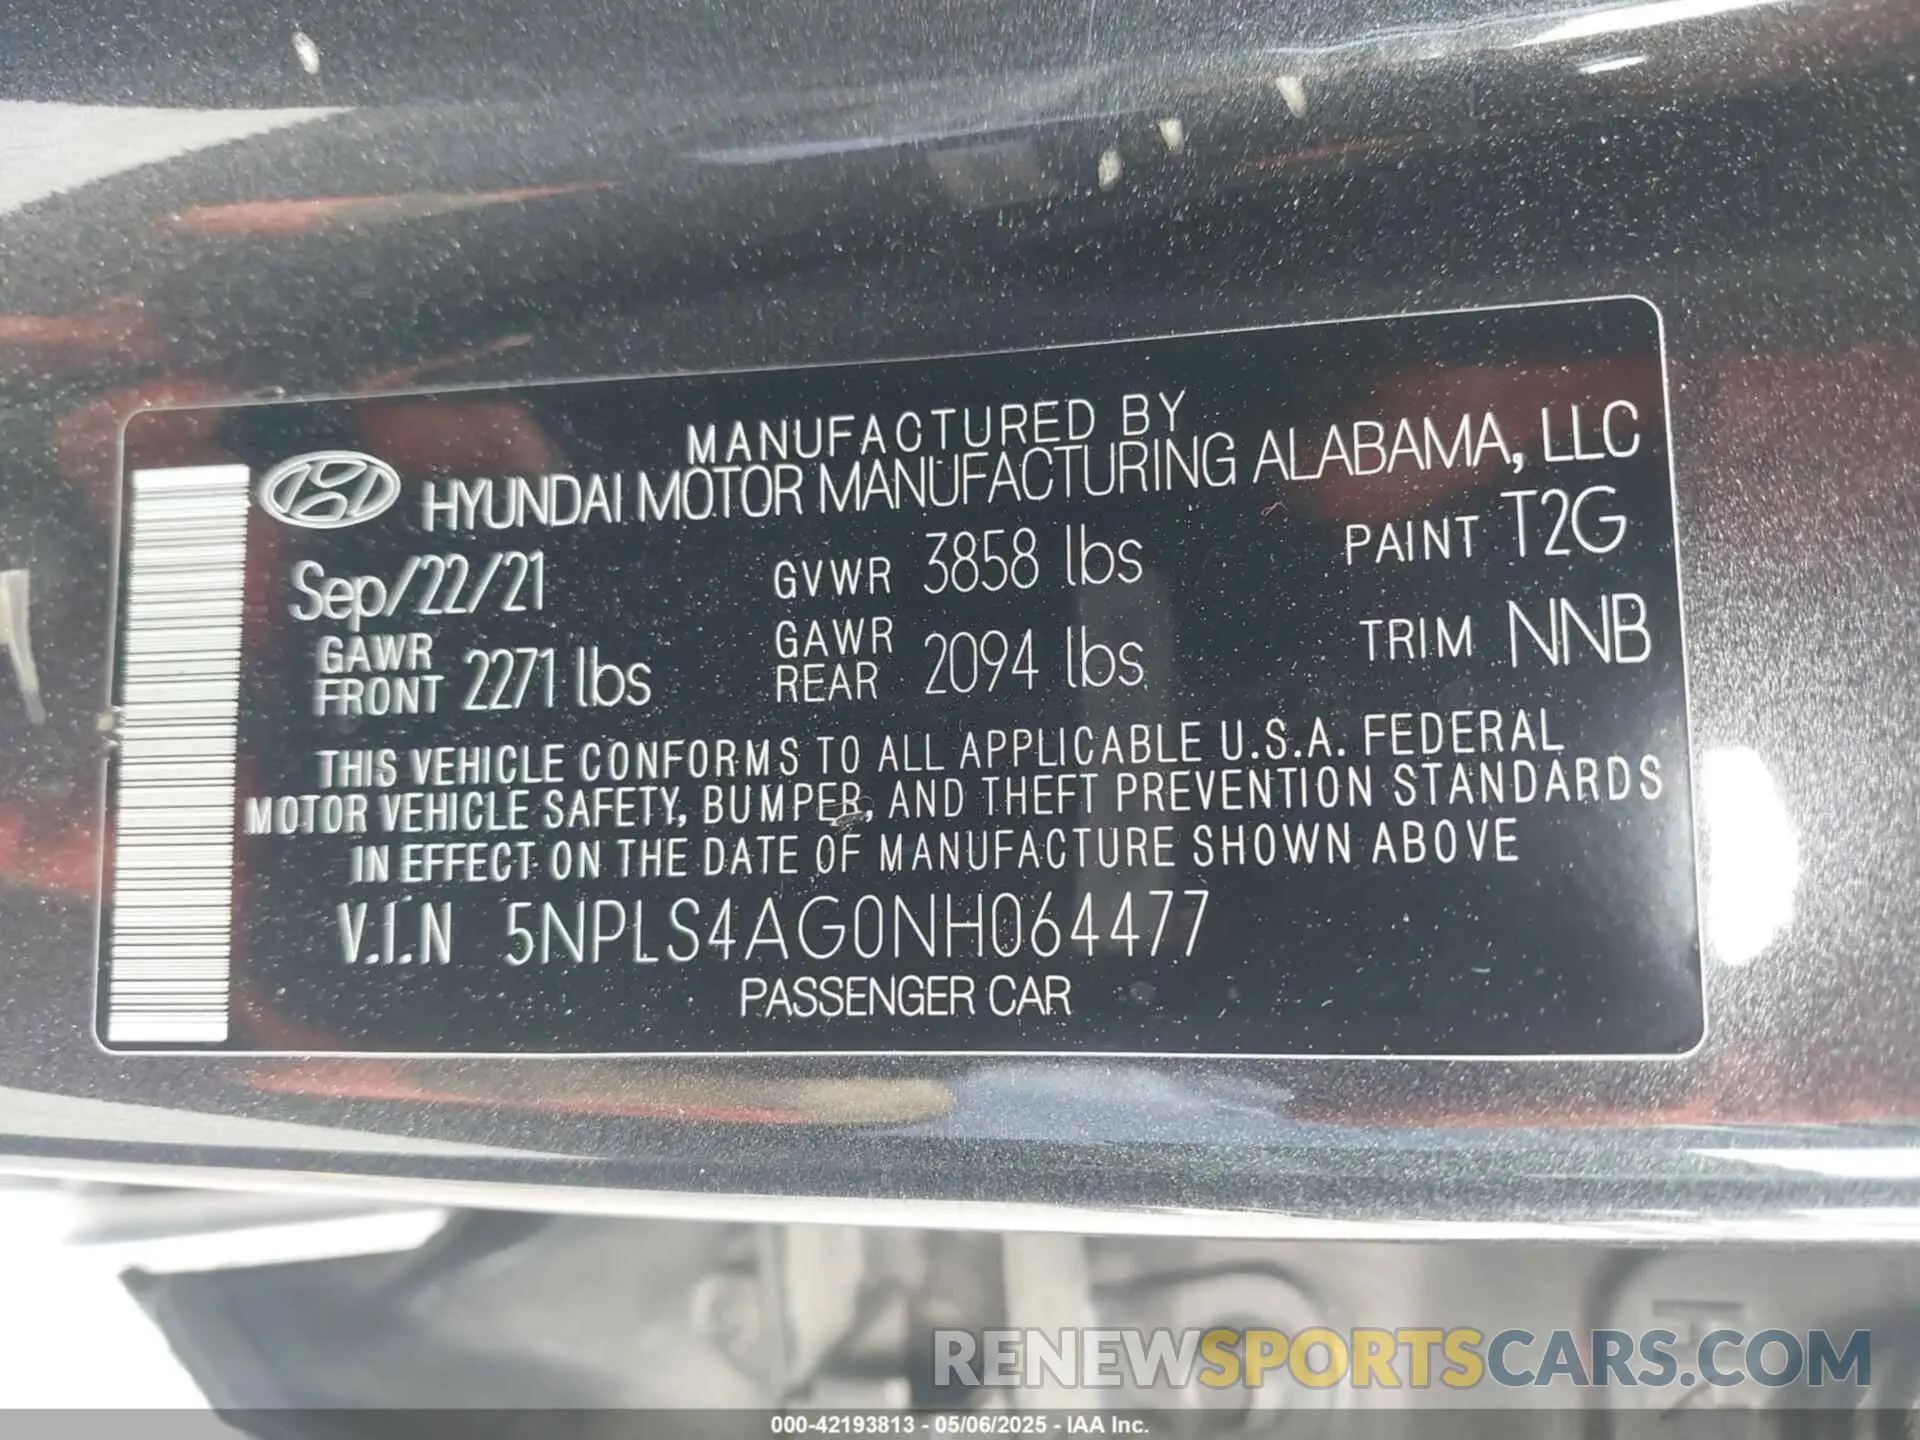 MANUFACTURED BY
HYUNDAI MOTOR MANUFACTURING ALABAMA, LLC
Sep/22/21 GVWR 3858 lbs PAINT T2G
GAWR FRONT 2271 lbs GAWR REAR 2094 lbs TRIM NNB
THIS VEHICLE CONFORMS TO ALL APPLICABLE U.S.A. FEDERAL
MOTOR VEHICLE SAFETY, BUMPER, AND THEFT PREVENTION STANDARDS
IN EFFECT ON THE DATE OF MANUFACTURE SHOWN ABOVE
V.I.N 5NPLS4AG0NH064477
PASSENGER CAR
RENEWSPORTSCARS.COM
000-42193813 - 05/06/2025 - IAA Inc.